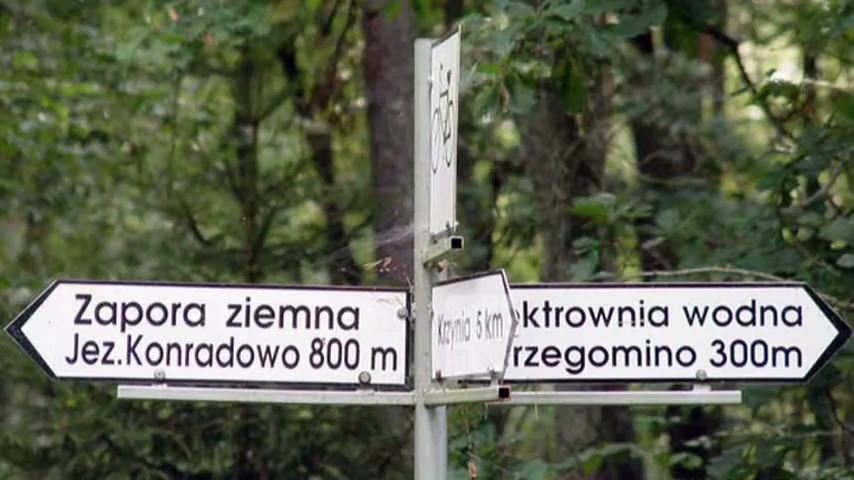 Zapora ziemna
Jez.Konradowo 800 m
Krzynia 5 km
ektrownia wodna
rzegomino 300m